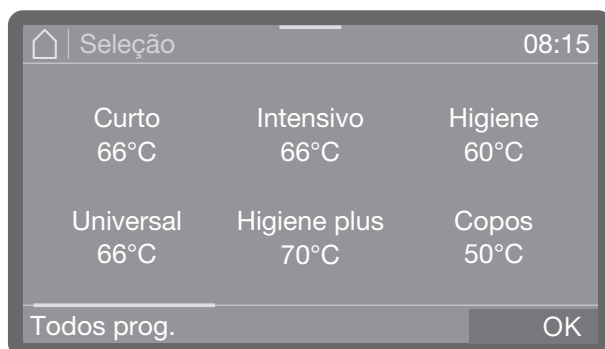 Seleção 08:15
Curto Intensivo Higiene
66°C 66°C 60°C
Universal Higiene plus Copos
66°C 70°C 50°C
Todos prog. OK